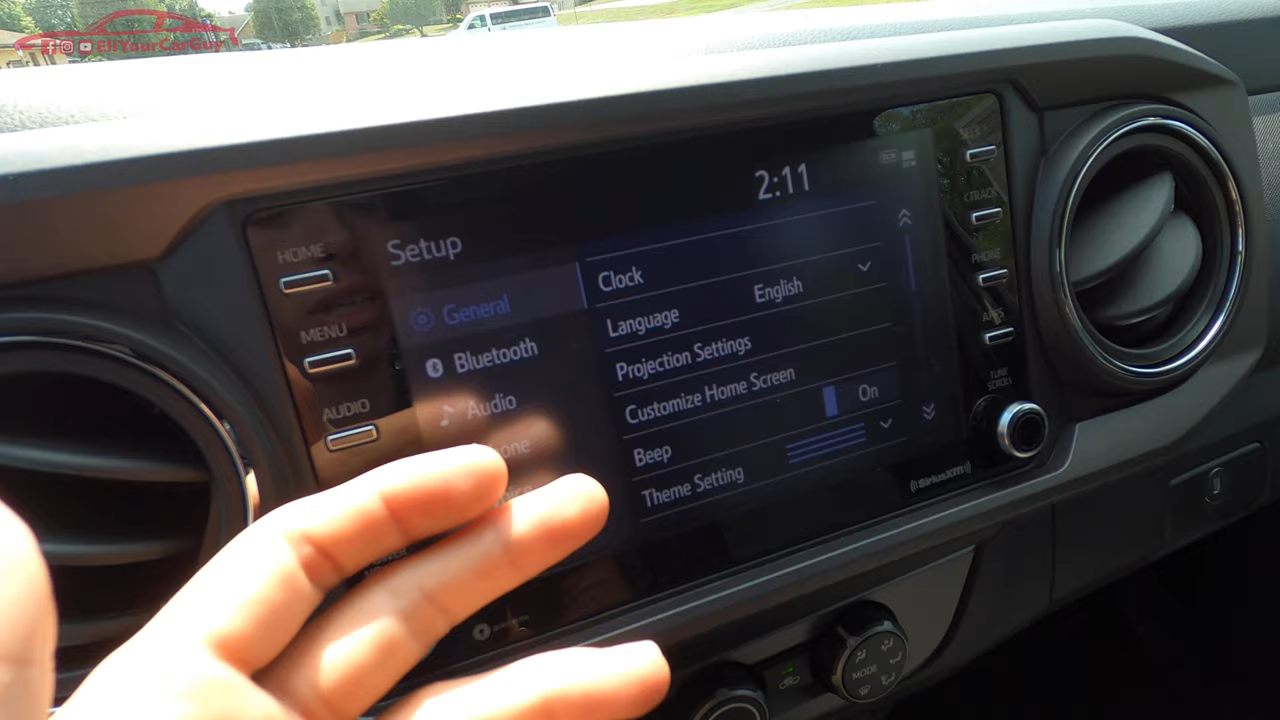 EliYourCarGuy
2:11
Setup
HOME
MENU
AUDIO
General
Bluetooth
Audio
Clock
Language English
Projection Settings
Customize Home Screen
Beep On
Theme Setting
TRACK
PHONE
APPS
TUNE
SCROLL
((SiriusXM))
MODE